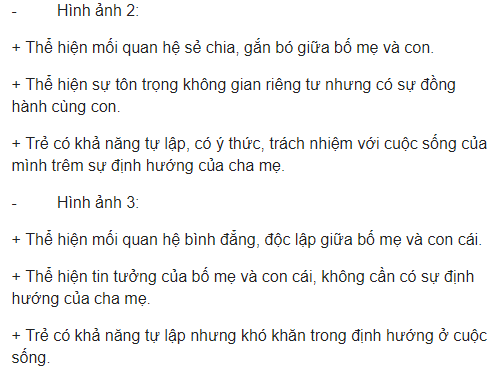 - Hình ảnh 2:
+ Thể hiện mối quan hệ sẻ chia, gắn bó giữa bố mẹ và con.
+ Thể hiện sự tôn trọng không gian riêng tư nhưng có sự đồng
hành cùng con.
+ Trẻ có khả năng tự lập, có ý thức, trách nhiệm với cuộc sống của
mình trêm sự định hướng của cha mẹ.
- Hình ảnh 3:
+ Thể hiện mối quan hệ bình đẳng, độc lập giữa bố mẹ và con cái.
+ Thể hiện tin tưởng của bố mẹ và con cái, không cần có sự định
hướng của cha mẹ.
+ Trẻ có khả năng tự lập nhưng khó khăn trong định hướng ở cuộc
sống.